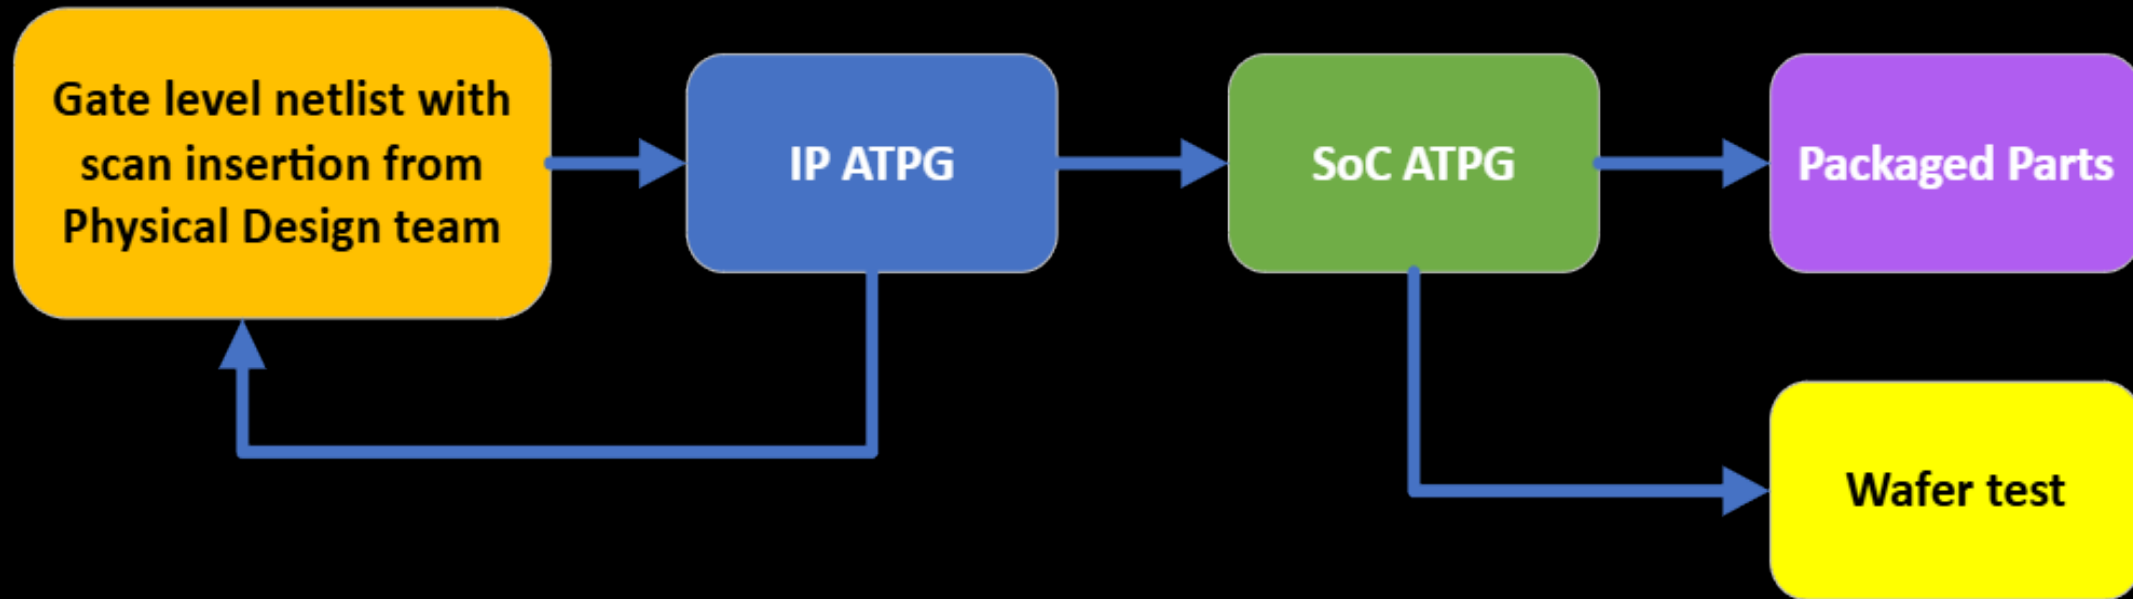 Gate level netlist with
scan insertion from
Physical Design team
IP ATPG
SoC ATPG
Packaged Parts
Wafer test